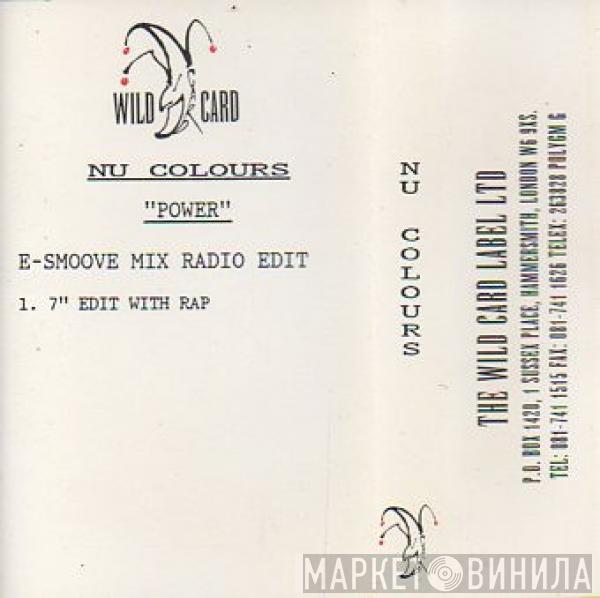 WILD CARD
NU COLOURS
"POWER"
E-SMOOVE MIX RADIO EDIT
1. 7" EDIT WITH RAP
NU COLOURS
THE WILD CARD LABEL LTD
P.O. BOX 1420, 1 SUSSEX PLACE, HAMMERSMITH, LONDON W6 9XS.
TEL: 081-741 1515 FAX: 081-741 1626 TELEX: 263828 POLYGM G
МАРКЕТ ВИНИЛА